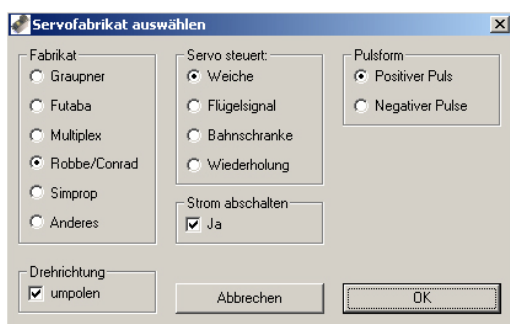 Servofabrikat auswählen
Fabrikat
Graupner
Futaba
Multiplex
Robbe/Conrad
Simprop
Anderes
Servo steuert:
Weiche
Flügelsignal
Bahnschranke
Wiederholung
Pulsform
Positiver Puls
Negativer Pulse
Strom abschalten
Ja
Drehrichtung
umpolen
Abbrechen
OK